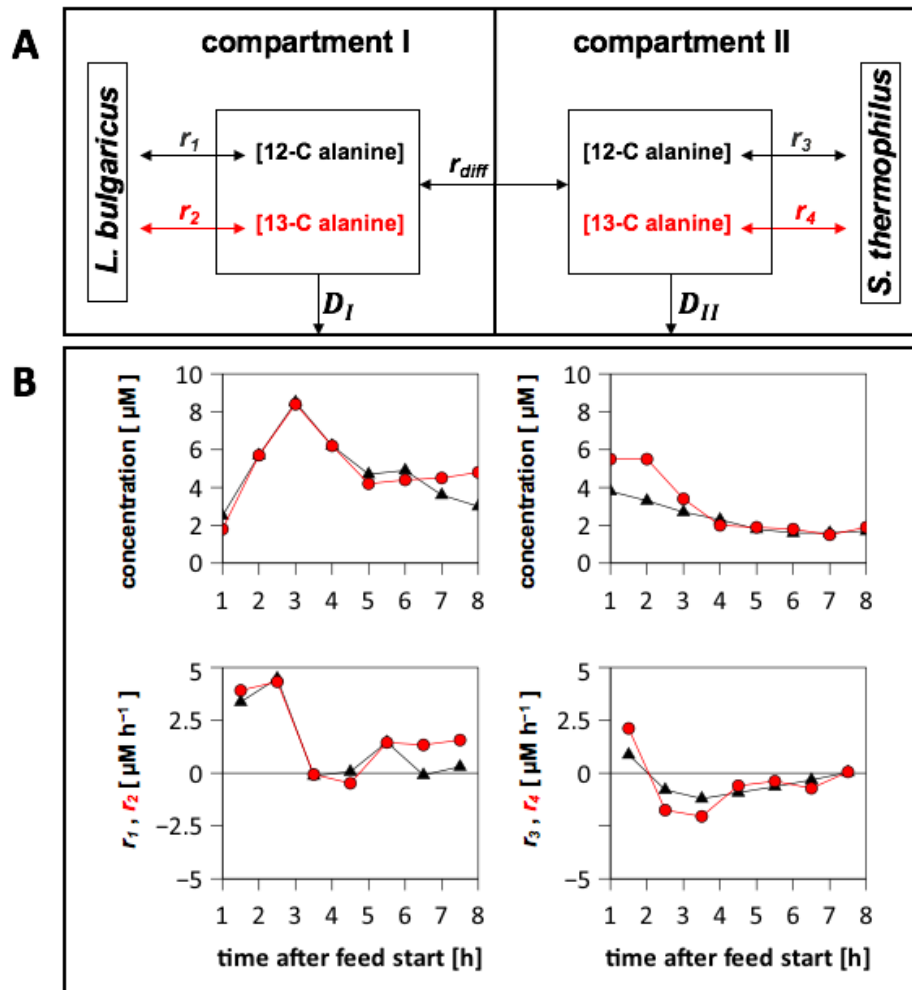 A
compartment I
compartment II
L. bulgaricus
r1
[12-C alanine]
r2
[13-C alanine]
rdiff
[12-C alanine]
r3
[13-C alanine]
r4
S. thermophilus
DI
DII
B
concentration [ µM ]
10
8
6
4
2
0
1 2 3 4 5 6 7 8
concentration [ µM ]
10
8
6
4
2
0
1 2 3 4 5 6 7 8
r1 , r2 [ µM h−1 ]
5
2.5
0
−2.5
−5
1 2 3 4 5 6 7 8
time after feed start [h]
r3 , r4 [ µM h−1 ]
5
2.5
0
−2.5
−5
1 2 3 4 5 6 7 8
time after feed start [h]